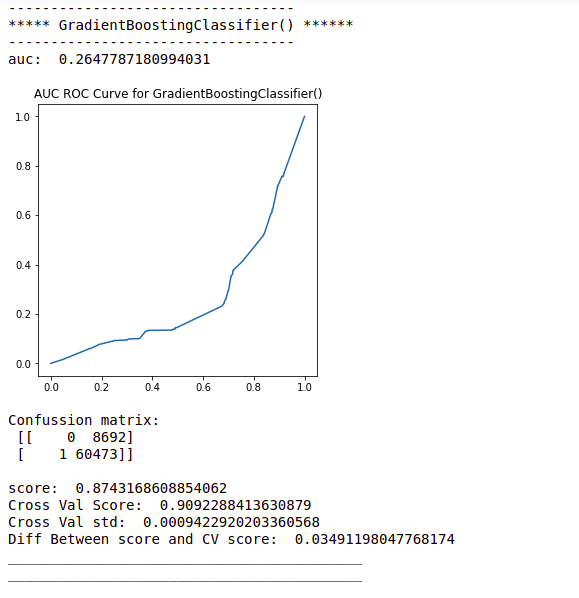 ----------------------------------
***** GradientBoostingClassifier() ******
----------------------------------
auc:  0.2647787180994031
AUC ROC Curve for GradientBoostingClassifier()
1.0
0.8
0.6
0.4
0.2
0.0
0.0 0.2 0.4 0.6 0.8 1.0
Confussion matrix:
[[    0  8692]
[    1 60473]]
score:  0.8743168608854062
Cross Val Score:  0.9092288413630879
Cross Val std:  0.0009422920203360568
Diff Between score and CV score:  0.03491198047768174
__________________________________________
__________________________________________